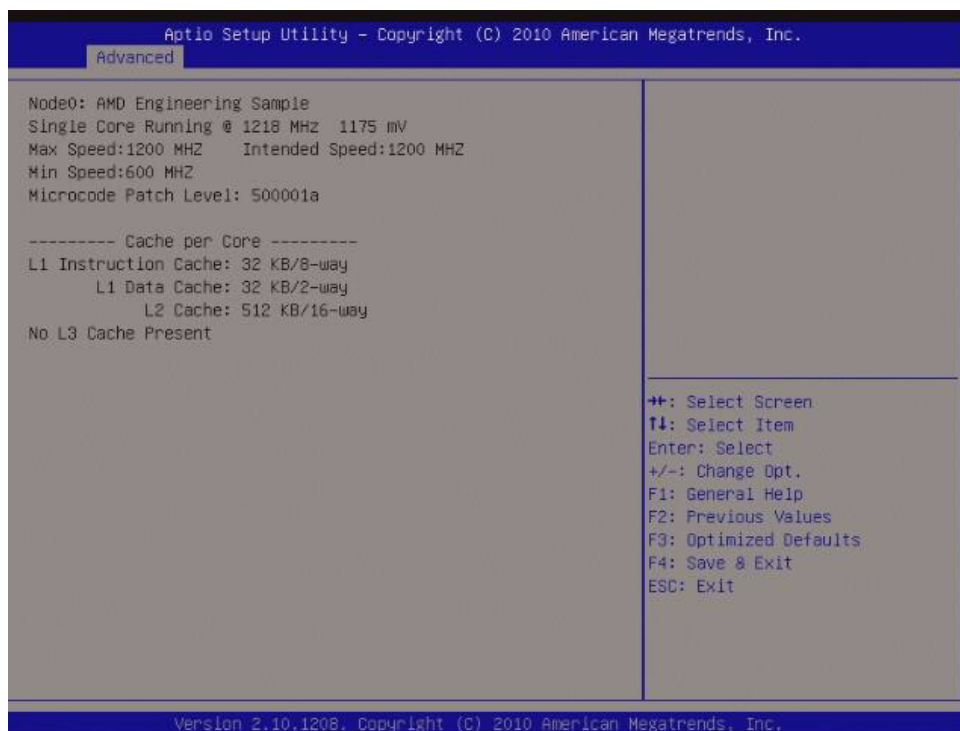 Aptio Setup Utility – Copyright (C) 2010 American Megatrends, Inc.
Advanced
Node0: AMD Engineering Sample
Single Core Running @ 1218 MHz  1175 mV
Max Speed:1200 MHZ    Intended Speed:1200 MHZ
Min Speed:600 MHZ
Microcode Patch Level: 500001a
--------- Cache per Core ---------
L1 Instruction Cache: 32 KB/8-way
L1 Data Cache: 32 KB/2-way
L2 Cache: 512 KB/16-way
No L3 Cache Present
→←: Select Screen
↑↓: Select Item
Enter: Select
+/-: Change Opt.
F1: General Help
F2: Previous Values
F3: Optimized Defaults
F4: Save & Exit
ESC: Exit
Version 2.10.1208. Copyright (C) 2010 American Megatrends, Inc.